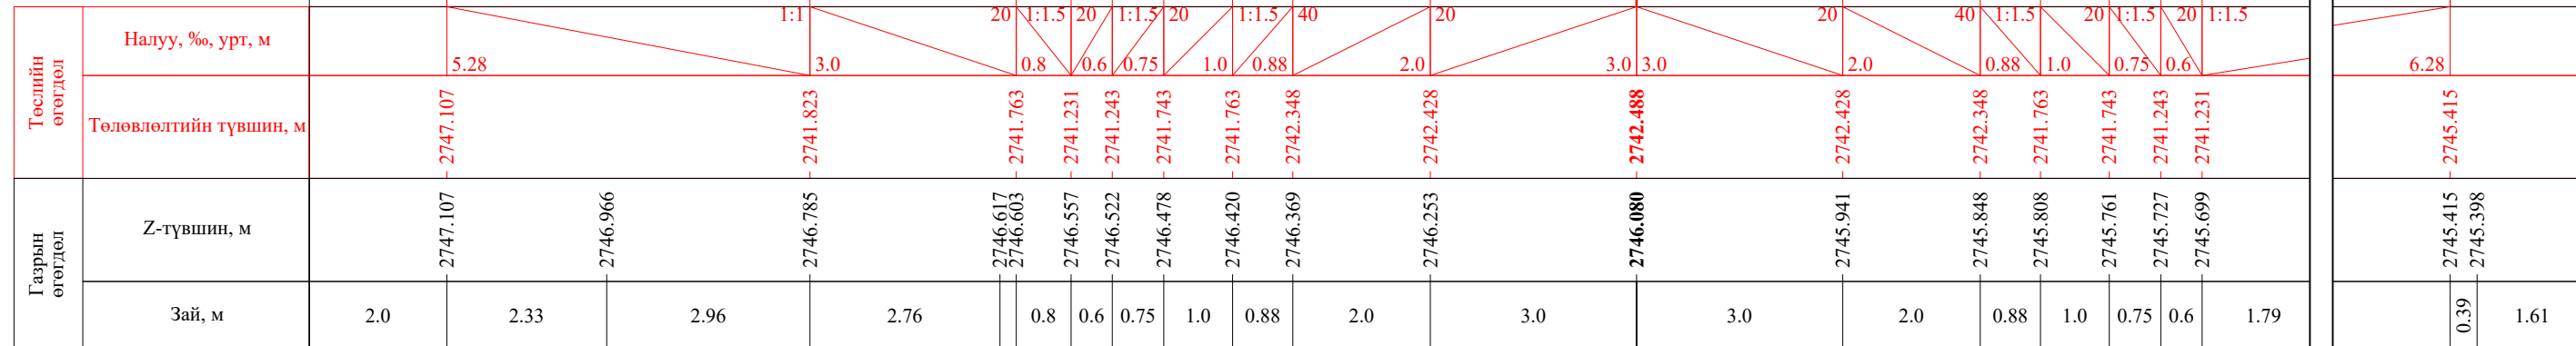 Төслийн өгөгдөл
Налуу, ‰, урт, м
1:1 20 1:1.5 20 1:1.5 20 1:1.5 40 20 20 40 1:1.5 20 1:1.5 20 1:1.5
5.28 3.0 0.8 0.6 0.75 1.0 0.88 2.0 3.0 3.0 2.0 0.88 1.0 0.75 0.6 6.28
Төлөвлөлтийн түвшин, м
2747.107 2741.823 2741.763 2741.231 2741.243 2741.743 2741.763 2742.348 2742.428 2742.488 2742.428 2742.348 2741.763 2741.743 2741.243 2741.231 2745.415
Газрын өгөгдөл
Z-түвшин, м
2747.107 2746.966 2746.785 2746.617 2746.603 2746.557 2746.522 2746.478 2746.420 2746.369 2746.253 2746.080 2745.941 2745.848 2745.808 2745.761 2745.727 2745.699 2745.415 2745.398
Зай, м
2.0 2.33 2.96 2.76 0.8 0.6 0.75 1.0 0.88 2.0 3.0 3.0 2.0 0.88 1.0 0.75 0.6 1.79 0.39 1.61